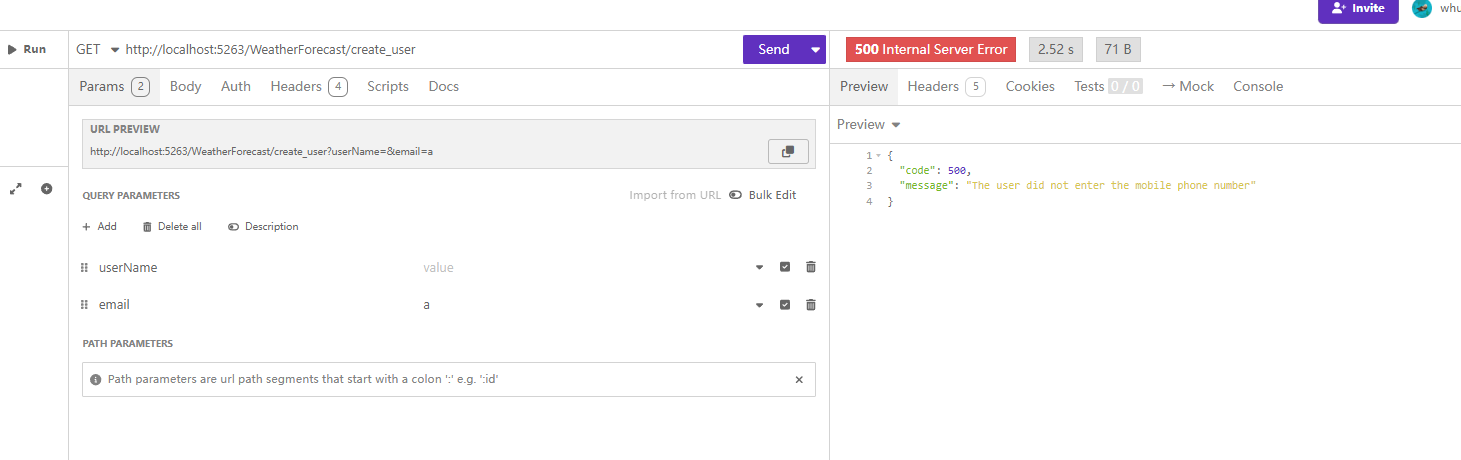 Invite
whu
Run
GET http://localhost:5263/WeatherForecast/create_user
Send
500 Internal Server Error 2.52 s 71 B
Params 2 Body Auth Headers 4 Scripts Docs
Preview Headers 5 Cookies Tests 0 / 0 → Mock Console
URL PREVIEW
http://localhost:5263/WeatherForecast/create_user?userName=&email=a
QUERY PARAMETERS Import from URL Bulk Edit
+ Add Delete all Description
userName value
email a
PATH PARAMETERS
Path parameters are url path segments that start with a colon ':' e.g. ':id'
Preview
1 {
2 "code": 500,
3 "message": "The user did not enter the mobile phone number"
4 }